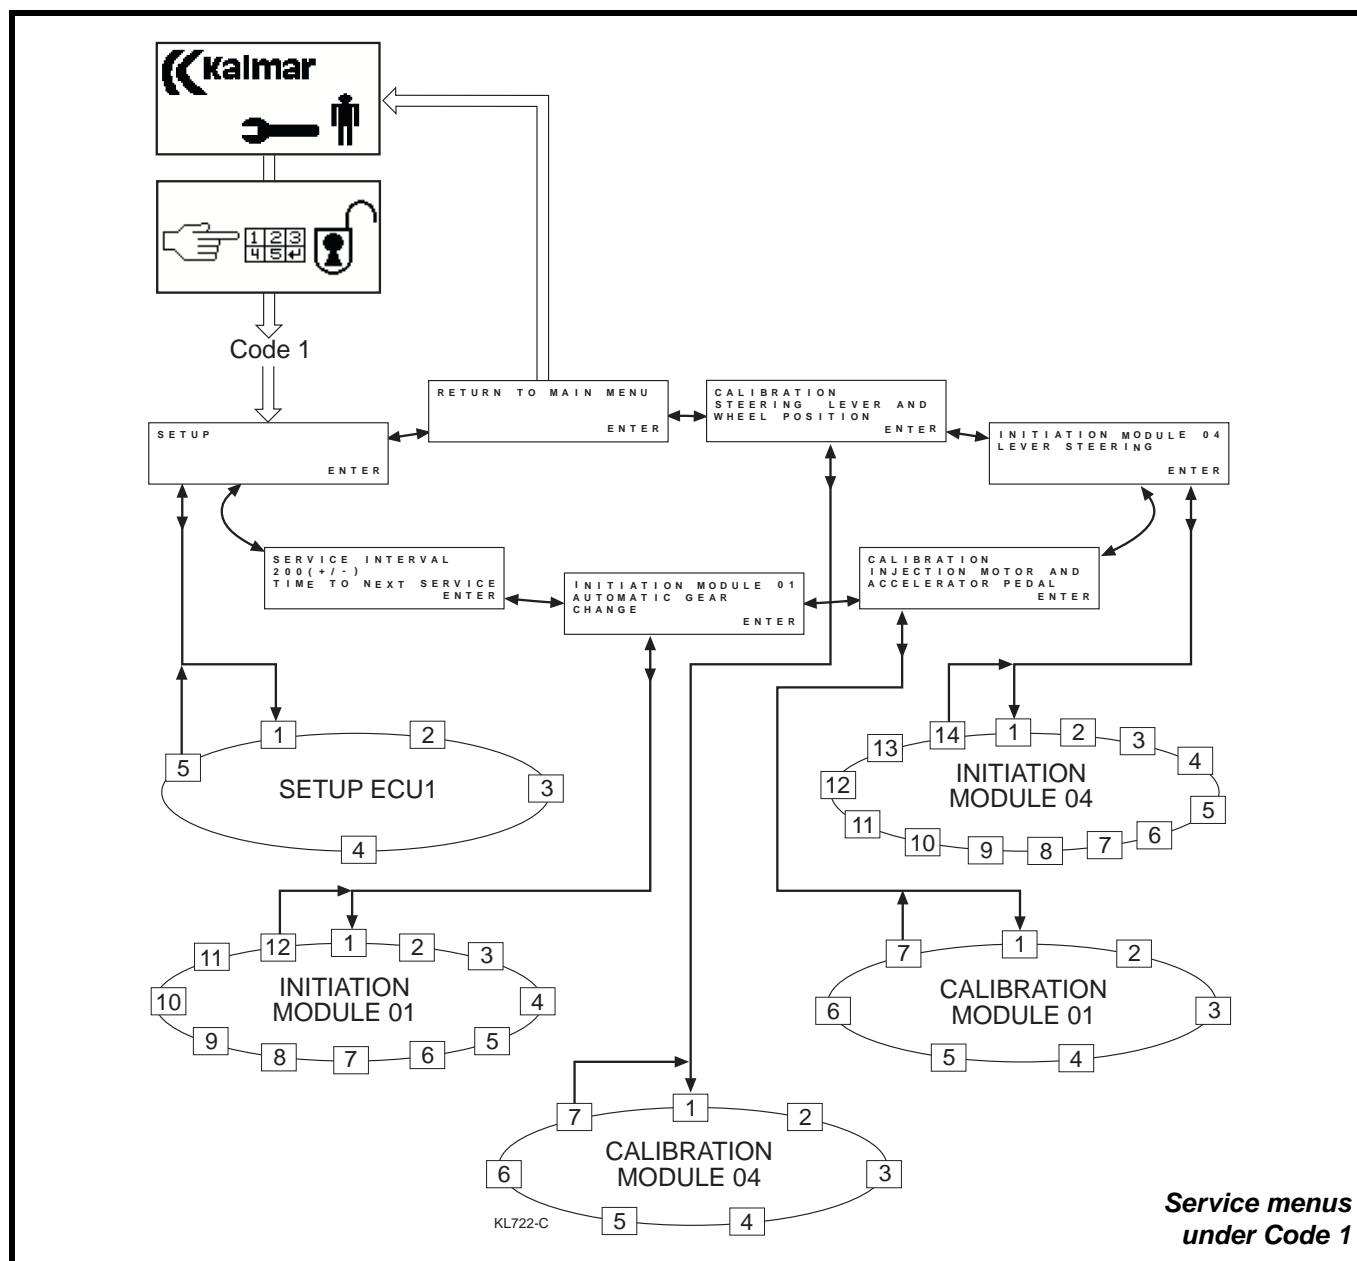 Kalmar
1 2 3
4 5 ↵
Code 1
RETURN TO MAIN MENU
ENTER
CALIBRATION
STEERING LEVER AND
WHEEL POSITION
ENTER
SETUP
ENTER
INITIATION MODULE 04
LEVER STEERING
ENTER
SERVICE INTERVAL
200(+/-)
TIME TO NEXT SERVICE
ENTER
INITIATION MODULE 01
AUTOMATIC GEAR
CHANGE
ENTER
CALIBRATION
INJECTION MOTOR AND
ACCELERATOR PEDAL
ENTER
1
2
3
4
5
SETUP ECU1
1
2
3
4
5
6
7
8
9
10
11
12
13
14
INITIATION
MODULE 04
1
2
3
4
5
6
7
8
9
10
11
12
INITIATION
MODULE 01
1
2
3
4
5
6
7
CALIBRATION
MODULE 01
1
2
3
4
5
6
7
CALIBRATION
MODULE 04
KL722-C
Service menus
under Code 1